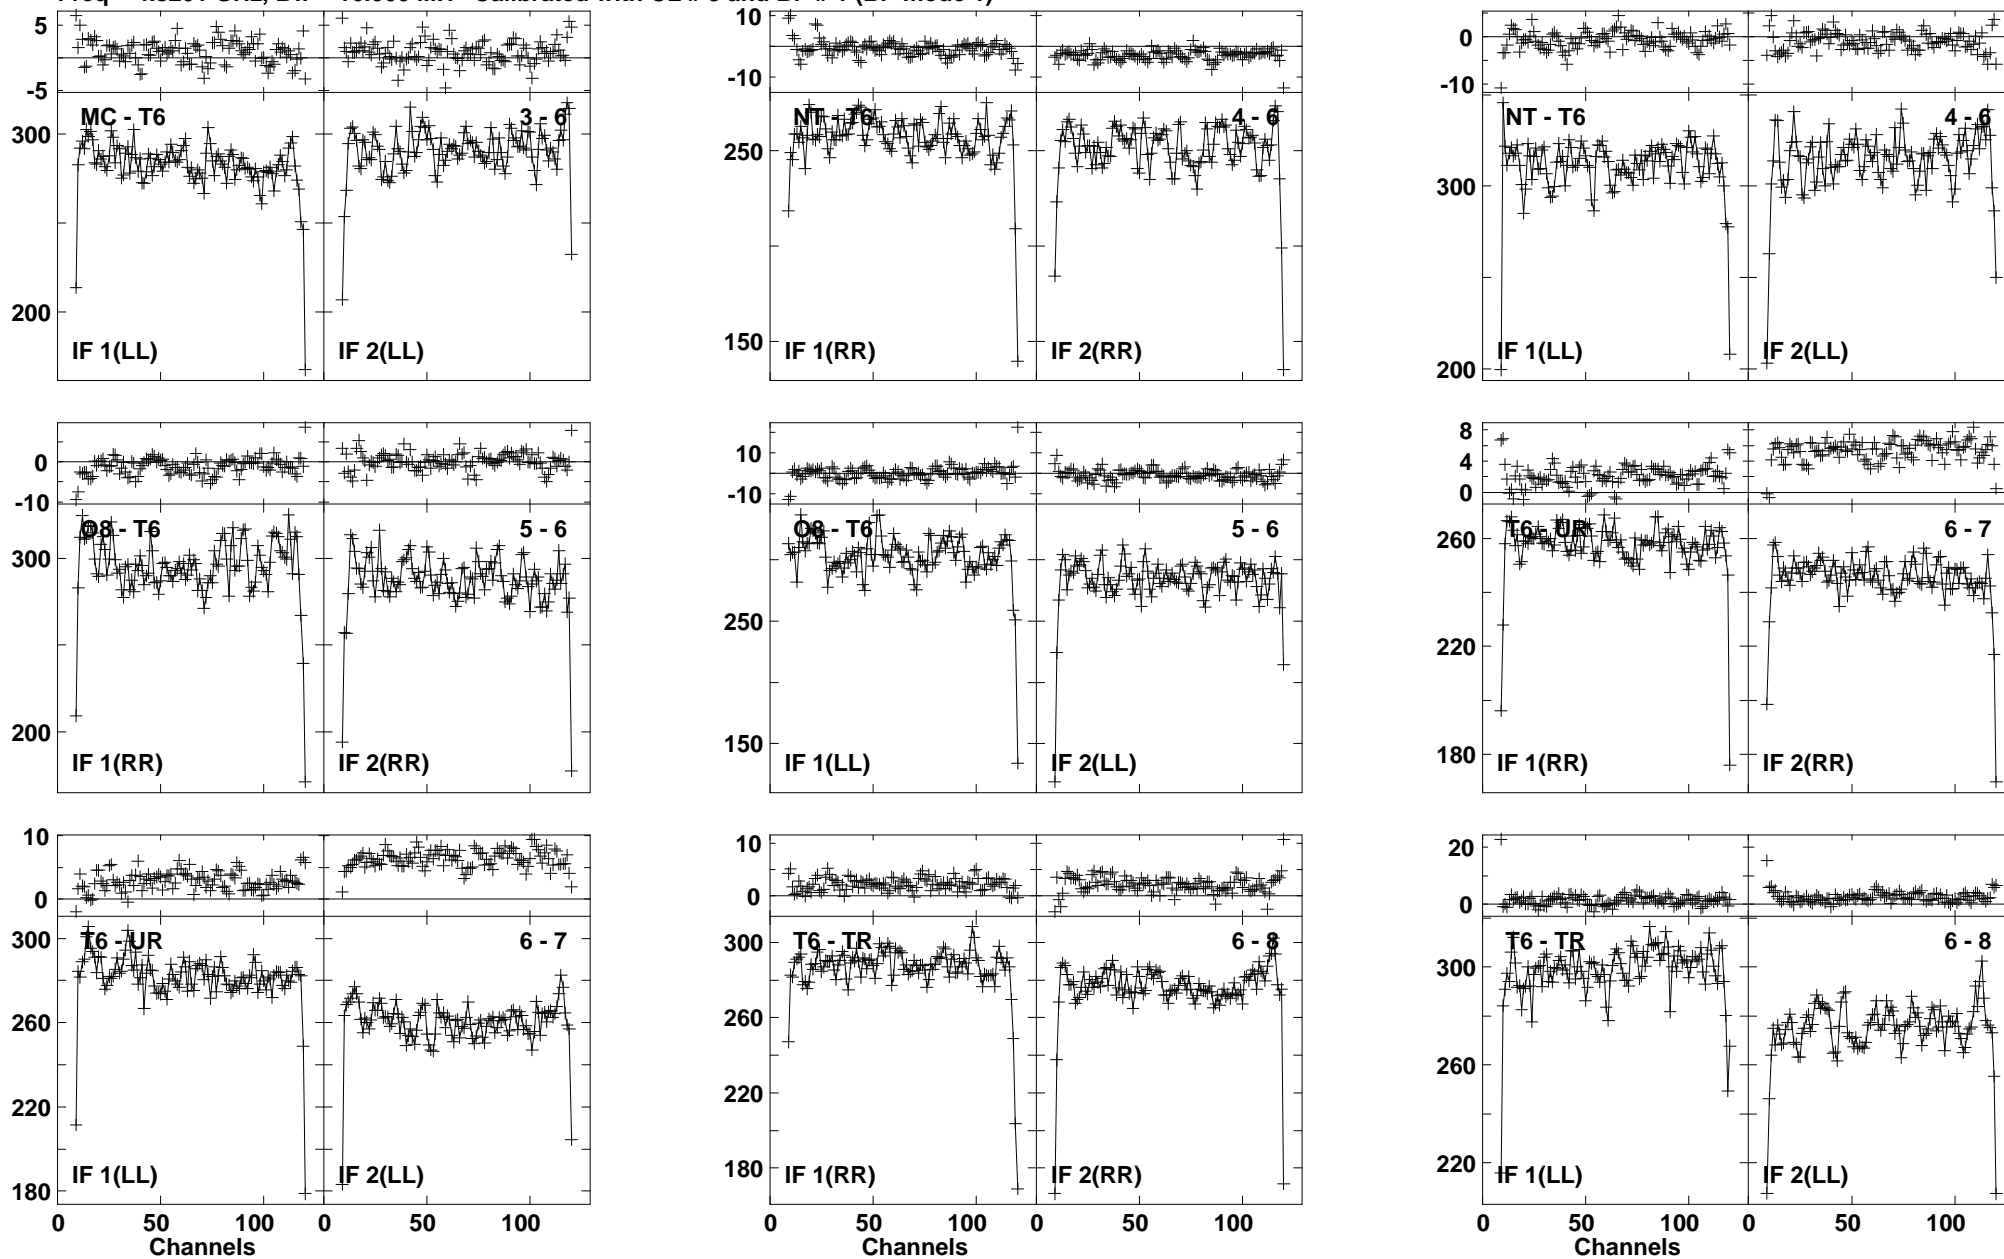 5
0
-5
MC - T6
3 - 6
300
200
IF 1(LL)
IF 2(LL)
10
-10
NT - T6
4 - 6
250
150
IF 1(RR)
IF 2(RR)
0
-10
NT - T6
4 - 6
300
200
IF 1(LL)
IF 2(LL)
0
-10
O8 - T6
5 - 6
300
200
IF 1(RR)
IF 2(RR)
10
-10
O8 - T6
5 - 6
250
150
IF 1(LL)
IF 2(LL)
8
4
0
T6 - UR
6 - 7
260
220
180
IF 1(RR)
IF 2(RR)
10
0
T6 - UR
6 - 7
300
260
220
180
IF 1(LL)
IF 2(LL)
0 50 100 0 50 100
Channels
10
0
T6 - TR
6 - 8
300
260
220
180
IF 1(RR)
IF 2(RR)
0 50 100 0 50 100
Channels
20
10
0
T6 - TR
6 - 8
300
260
220
IF 1(LL)
IF 2(LL)
0 50 100 0 50 100
Channels